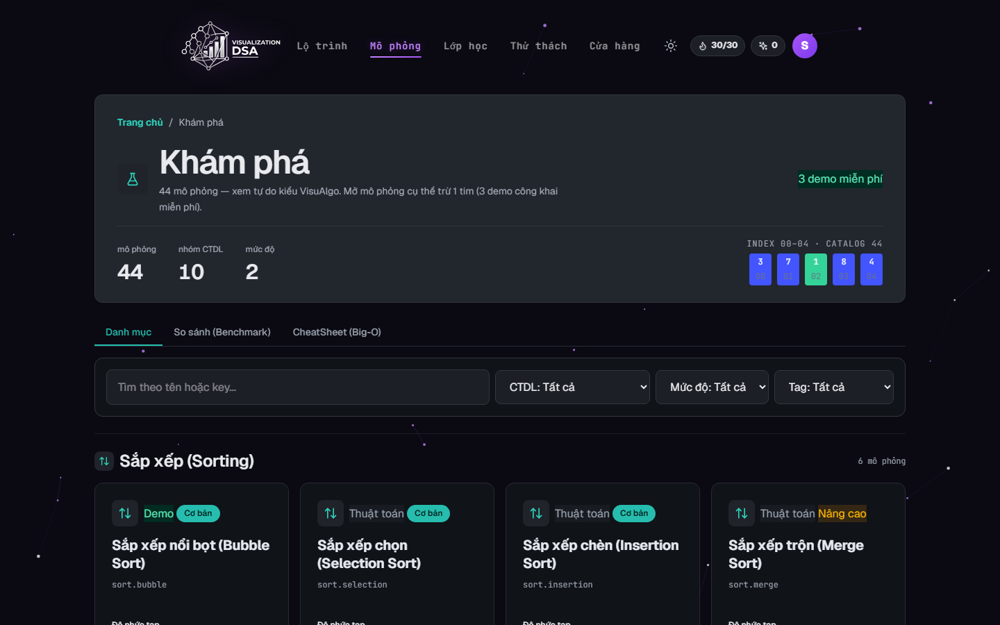 VISUALIZATION
DSA
Lộ trình
Mô phỏng
Lớp học
Thử thách
Cửa hàng
30/30
0
S
Trang chủ / Khám phá
Khám phá
44 mô phỏng — xem tự do kiểu VisuAlgo. Mở mô phỏng cụ thể trừ 1 tim (3 demo công khai
miễn phí).
3 demo miễn phí
mô phỏng
nhóm CTDL
mức độ
44
10
2
INDEX 00–04 · CATALOG 44
3 7 1 8 4
00 01 02 03 04
Danh mục
So sánh (Benchmark)
CheatSheet (Big-O)
Tìm theo tên hoặc key...
CTDL: Tất cả
Mức độ: Tất cả
Tag: Tất cả
Sắp xếp (Sorting)
6 mô phỏng
Demo Cơ bản
Sắp xếp nổi bọt (Bubble
Sort)
sort.bubble
Độ phức tạp
Thuật toán Cơ bản
Sắp xếp chọn
(Selection Sort)
sort.selection
Độ phức tạp
Thuật toán Cơ bản
Sắp xếp chèn (Insertion
Sort)
sort.insertion
Độ phức tạp
Thuật toán Nâng cao
Sắp xếp trộn (Merge
Sort)
sort.merge
Độ phức tạp